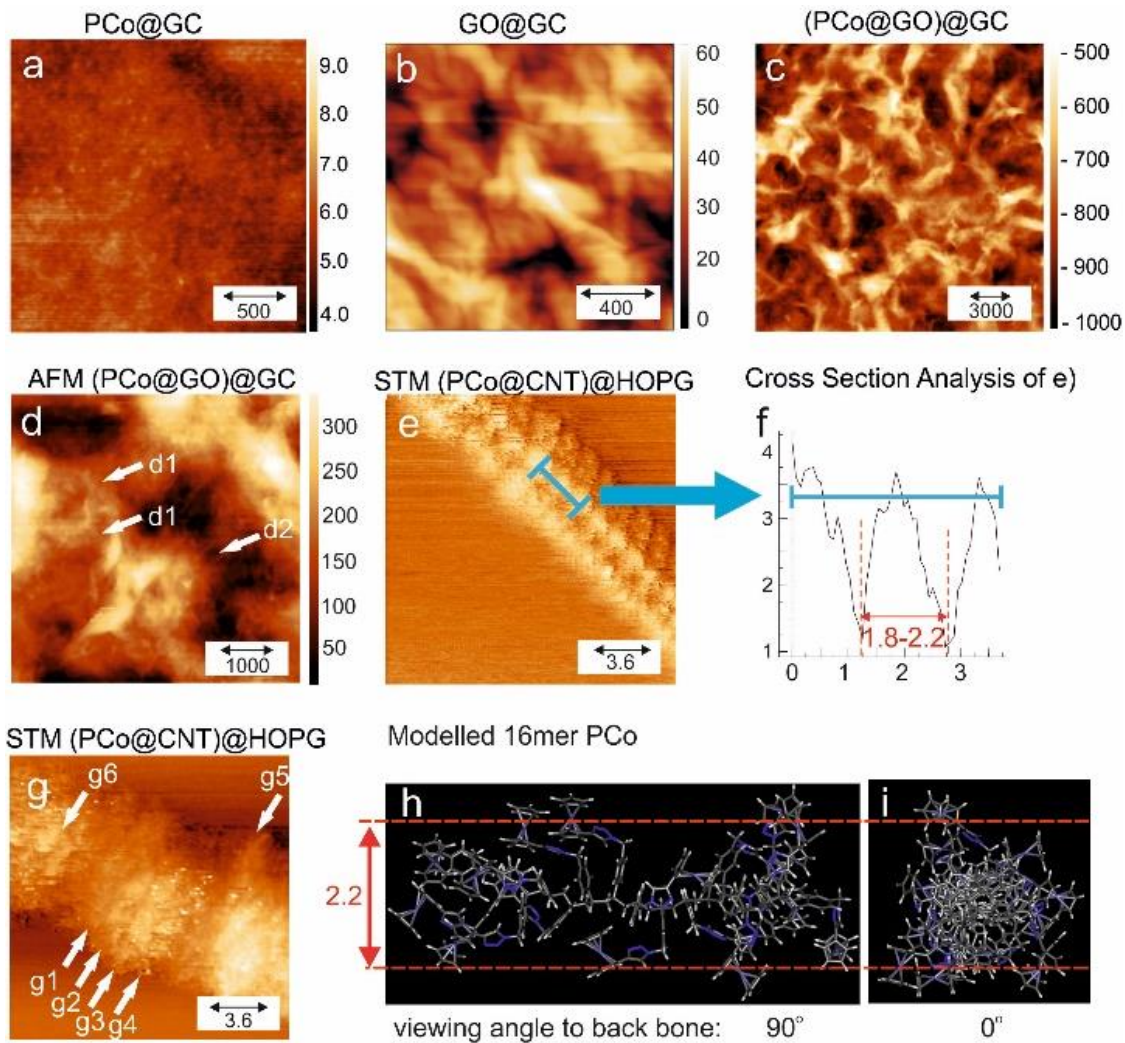 PCo@GC
GO@GC
(PCo@GO)@GC
a
9.0
8.0
7.0
6.0
5.0
4.0
500
b
60
50
40
30
20
0
400
c
- 500
- 600
- 700
- 800
- 900
- 1000
3000
AFM (PCo@GO)@GC
STM (PCo@CNT)@HOPG
Cross Section Analysis of e)
d
d1
d1
d2
300
250
200
150
100
50
1000
e
3.6
f
4
3
2
1
1.8-2.2
0 1 2 3
STM (PCo@CNT)@HOPG
Modelled 16mer PCo
g
g6
g5
g1
g2
g3
g4
3.6
2.2
h
i
viewing angle to back bone: 90° 0°